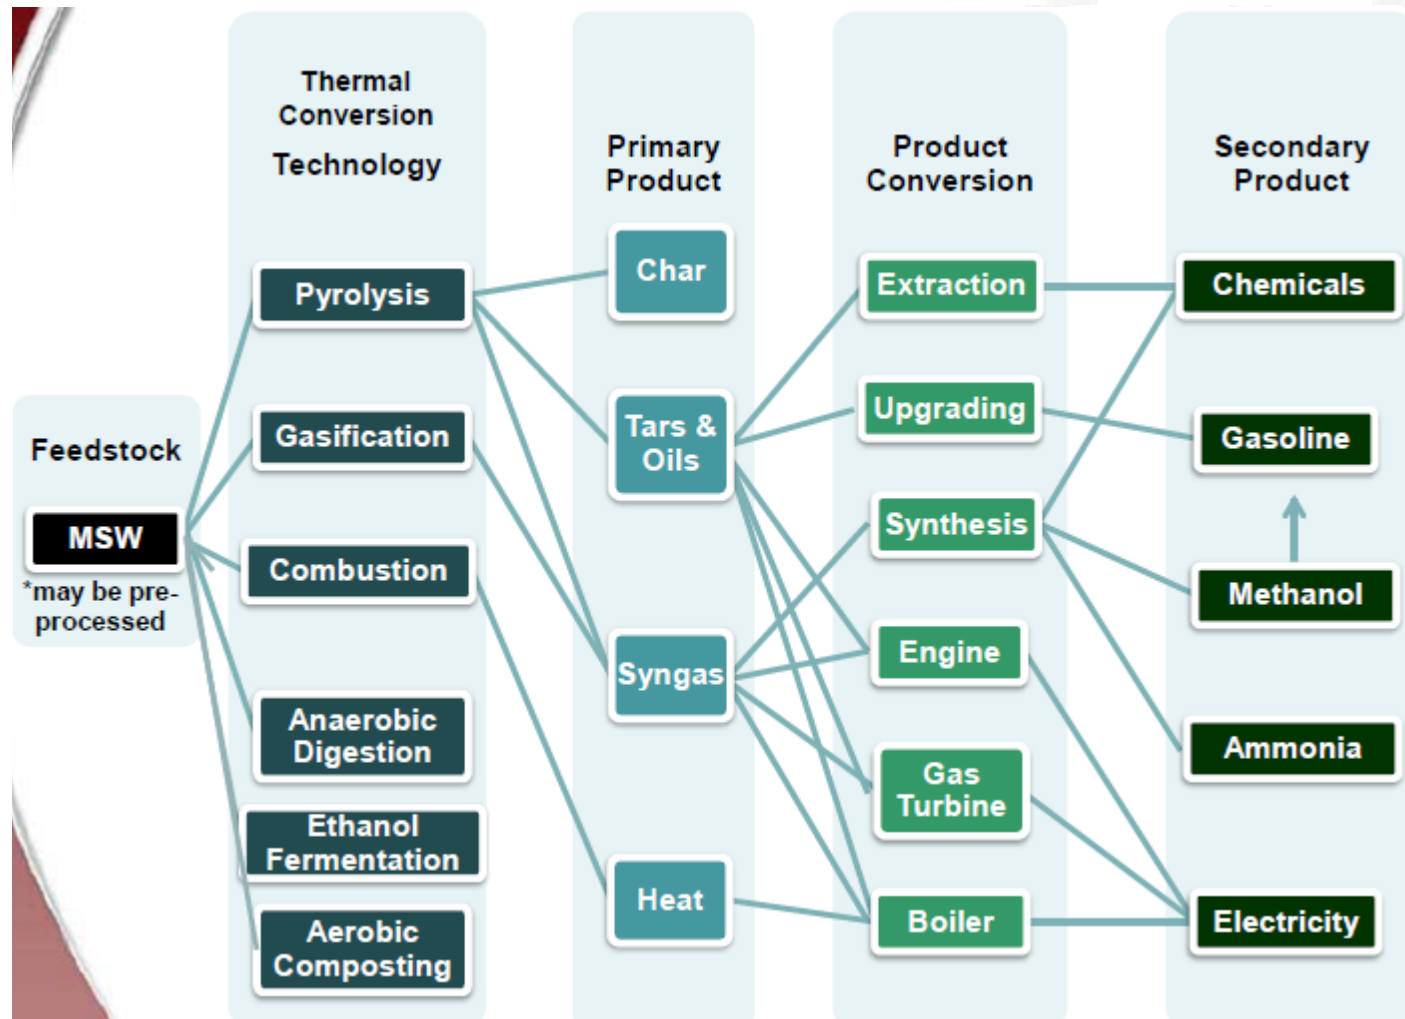 Thermal
Conversion
Technology
Primary
Product
Product
Conversion
Secondary
Product
Feedstock
MSW
*may be pre-
processed
Pyrolysis
Gasification
Combustion
Anaerobic
Digestion
Ethanol
Fermentation
Aerobic
Composting
Char
Tars &
Oils
Syngas
Heat
Extraction
Upgrading
Synthesis
Engine
Gas
Turbine
Boiler
Chemicals
Gasoline
Methanol
Ammonia
Electricity